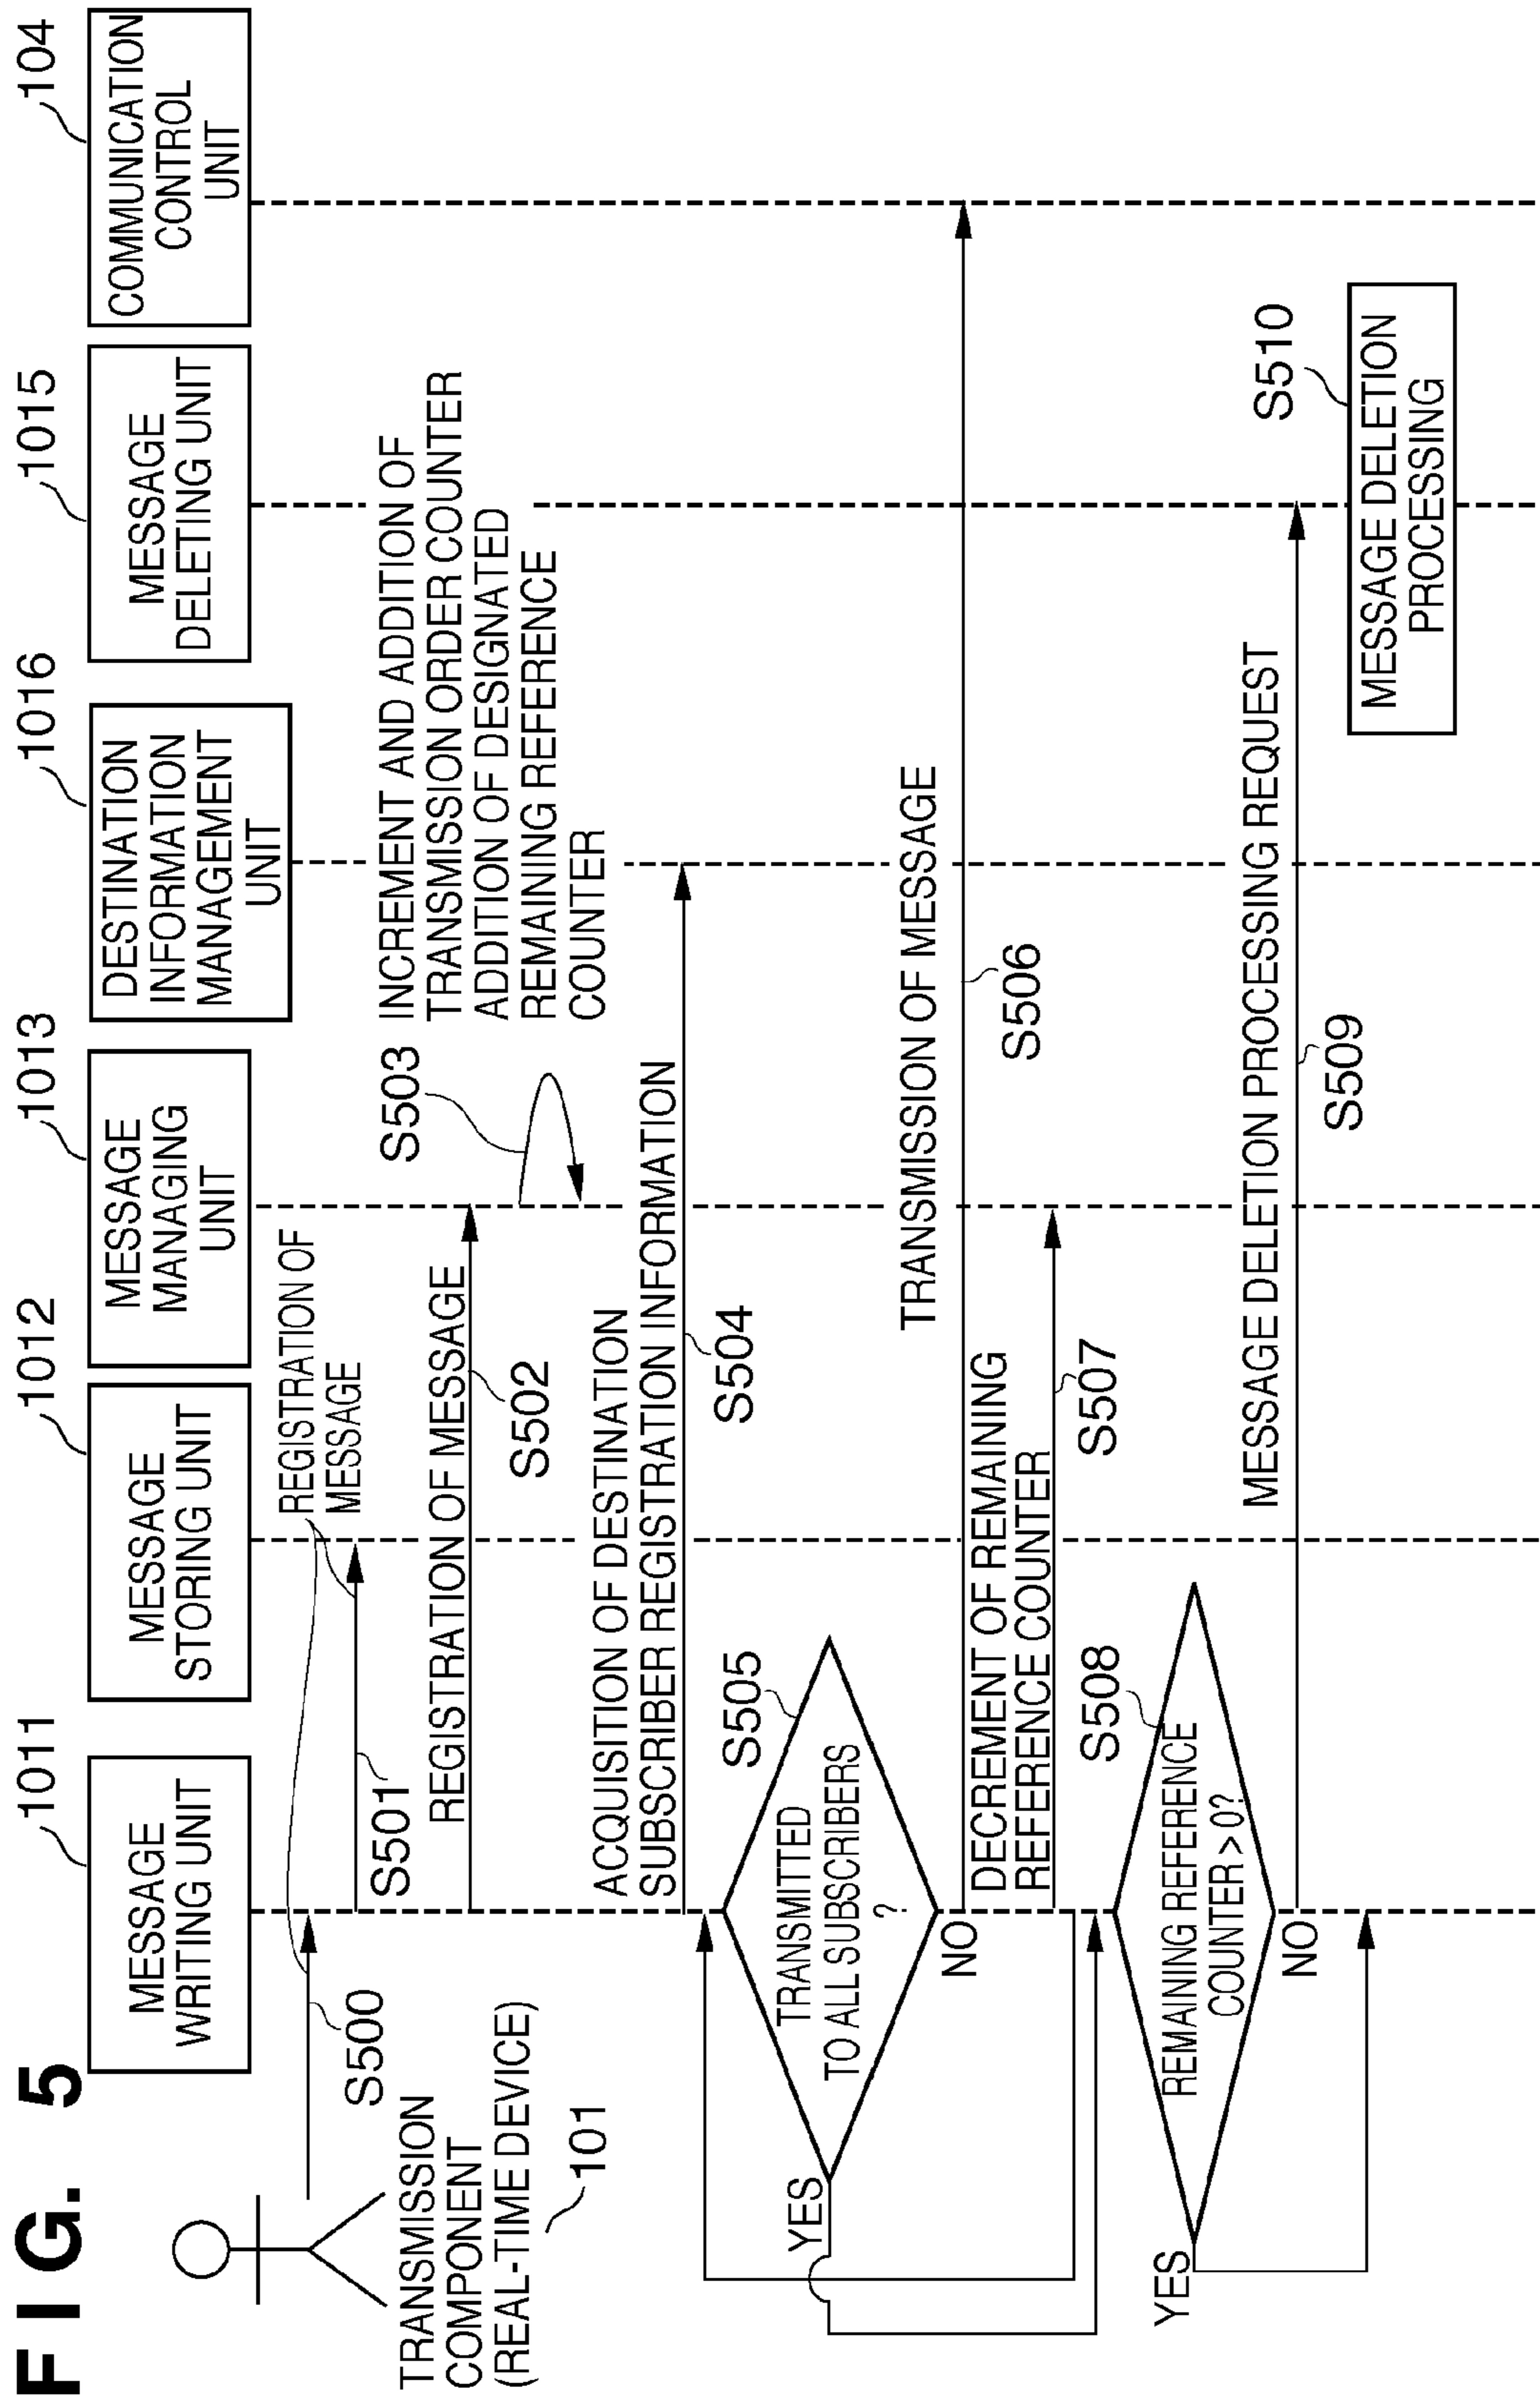 FIG. 5
1011
MESSAGE
WRITING UNIT
1012
MESSAGE
STORING UNIT
1013
MESSAGE
MANAGING
UNIT
1016
DESTINATION
INFORMATION
MANAGEMENT
UNIT
1015
MESSAGE
DELETING UNIT
104
COMMUNICATION
CONTROL
UNIT
TRANSMISSION
COMPONENT
(REAL-TIME DEVICE)
101
S500
REGISTRATION OF
MESSAGE
S501
REGISTRATION OF MESSAGE
S502
S503
INCREMENT AND ADDITION OF
TRANSMISSION ORDER COUNTER
ADDITION OF DESIGNATED
REMAINING REFERENCE
COUNTER
ACQUISITION OF DESTINATION
SUBSCRIBER REGISTRATION INFORMATION
S504
S505
TRANSMITTED
TO ALL SUBSCRIBERS
?
YES
NO
TRANSMISSION OF MESSAGE
S506
DECREMENT OF REMAINING
REFERENCE COUNTER
S507
S508
REMAINING REFERENCE
COUNTER > 0?
YES
NO
MESSAGE DELETION PROCESSING REQUEST
S509
S510
MESSAGE DELETION
PROCESSING